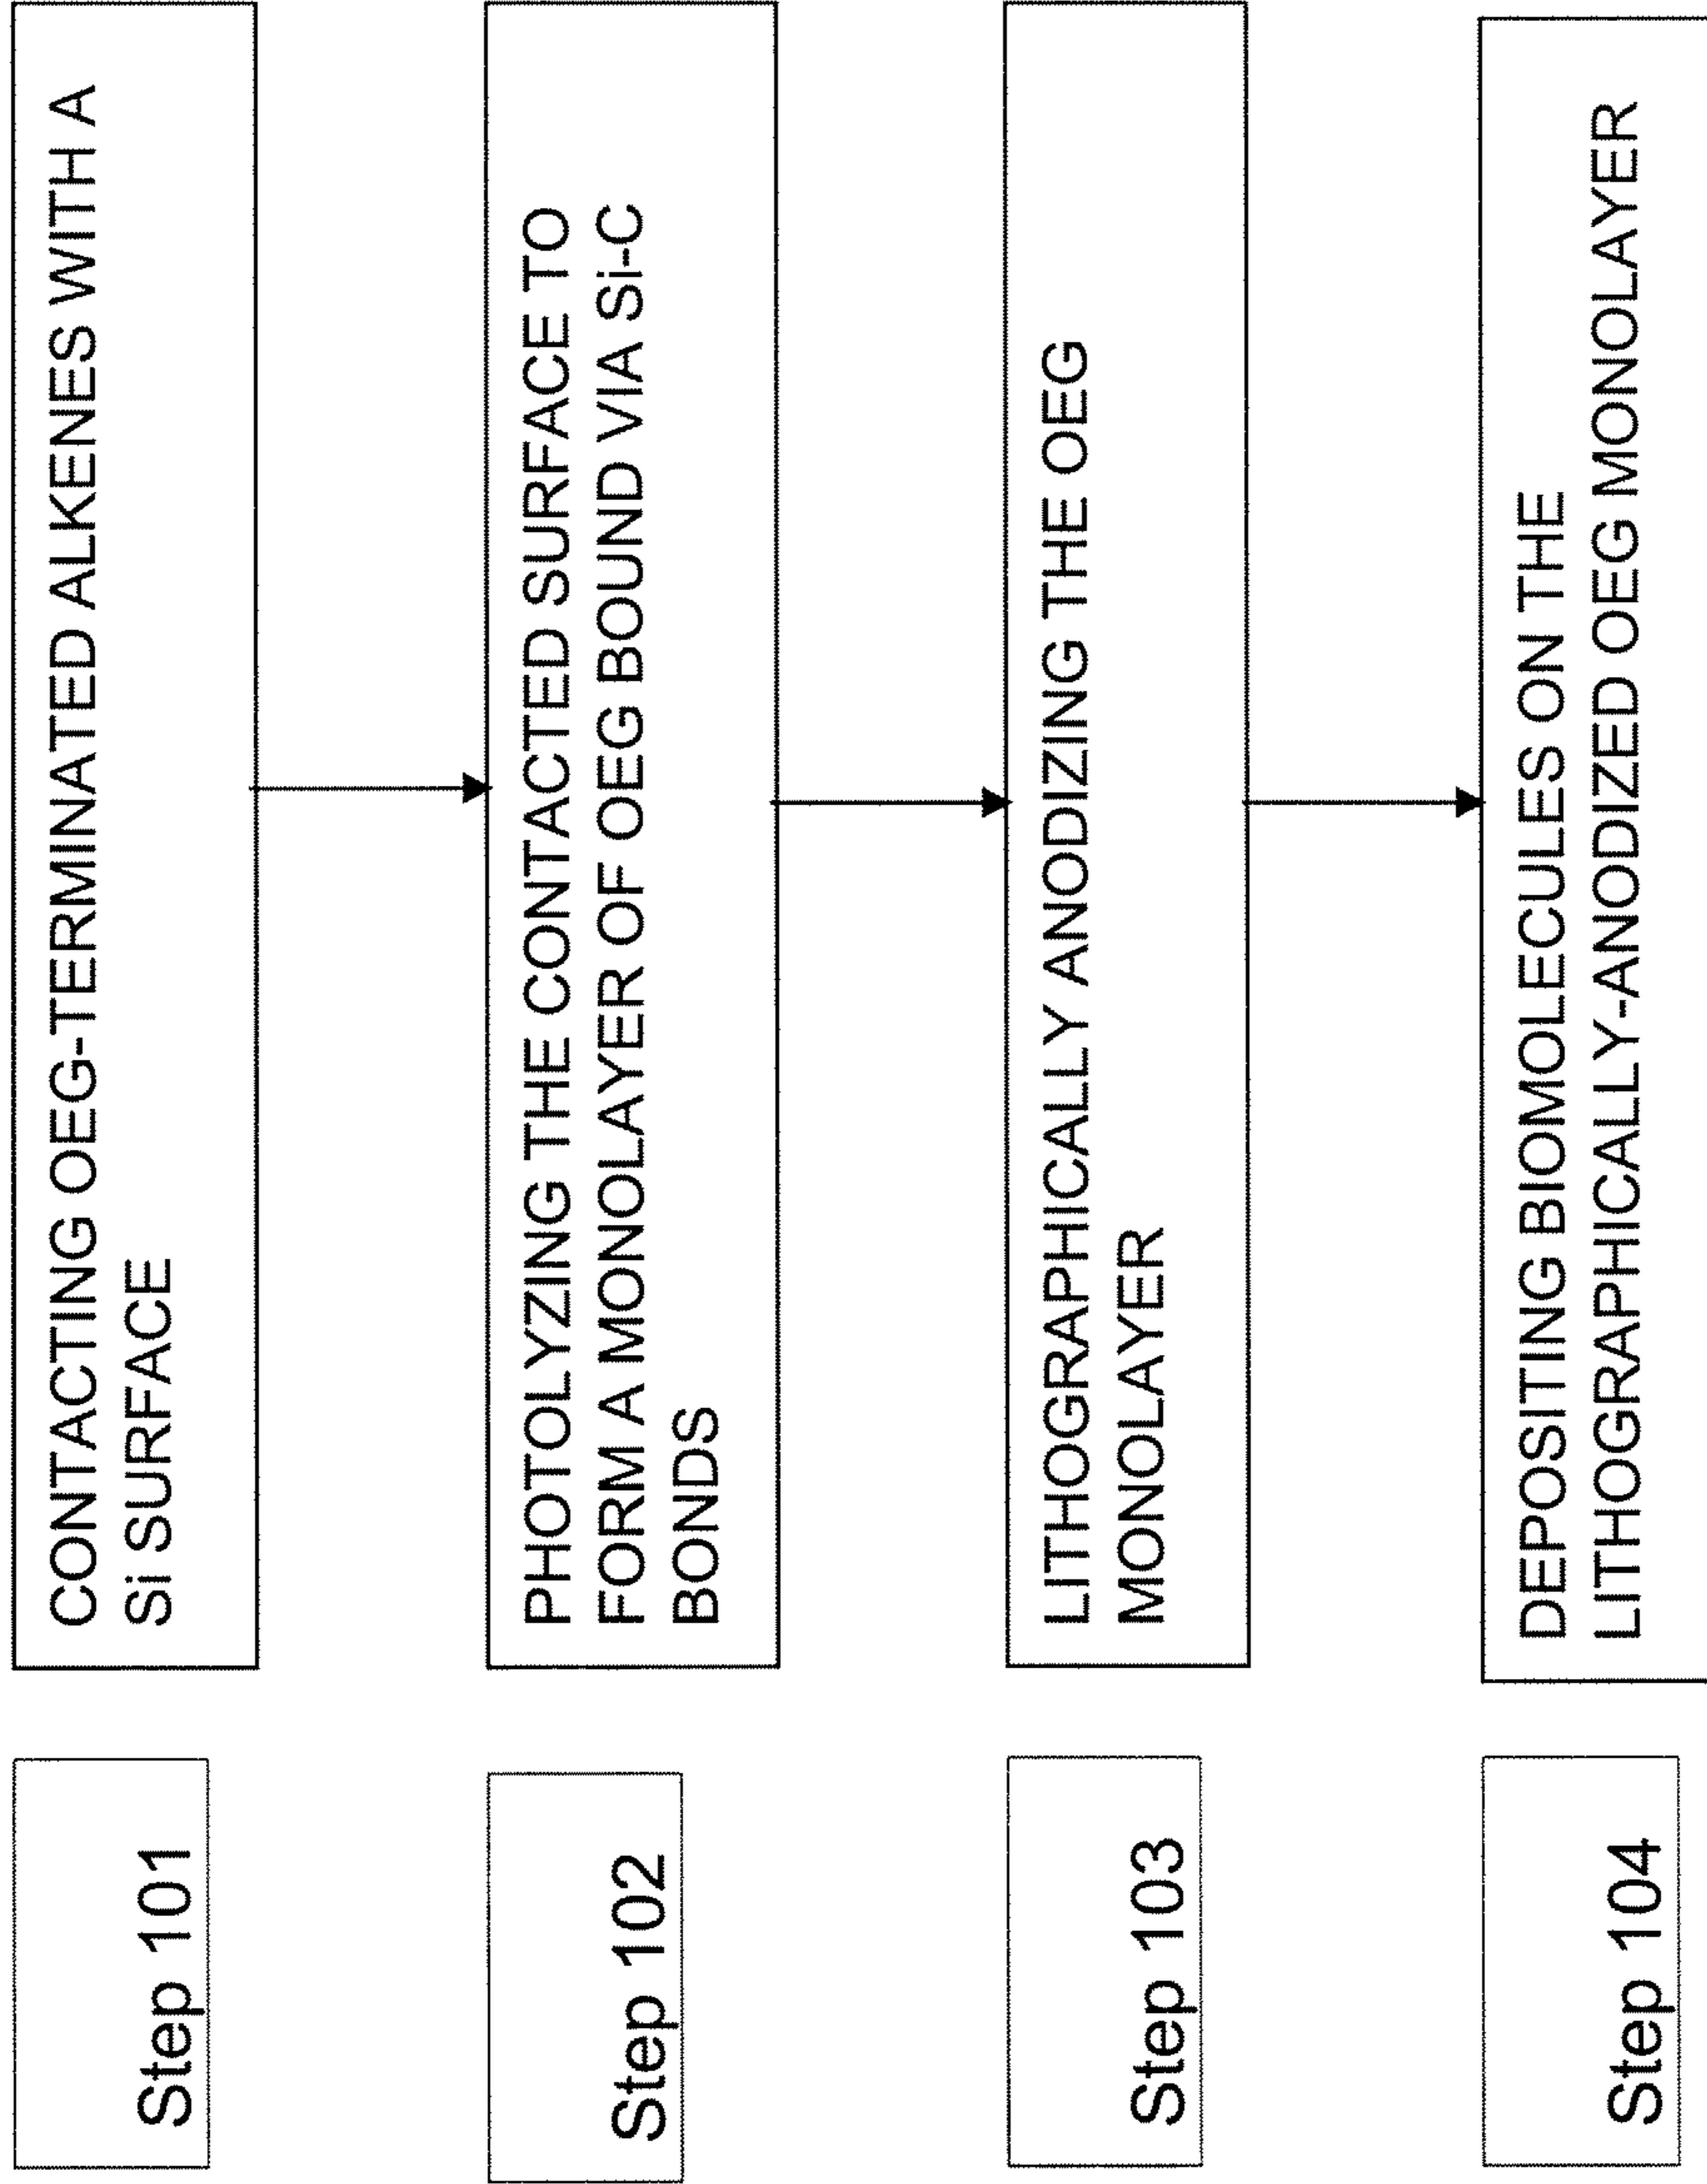 Step 101
CONTACTING OEG-TERMINATED ALKENES WITH A
Si SURFACE
Step 102
PHOTOLYZING THE CONTACTED SURFACE TO
FORM A MONOLAYER OF OEG BOUND VIA Si-C
BONDS
Step 103
LITHOGRAPHICALLY ANODIZING THE OEG
MONOLAYER
Step 104
DEPOSITING BIOMOLECULES ON THE
LITHOGRAPHICALLY-ANODIZED OEG MONOLAYER